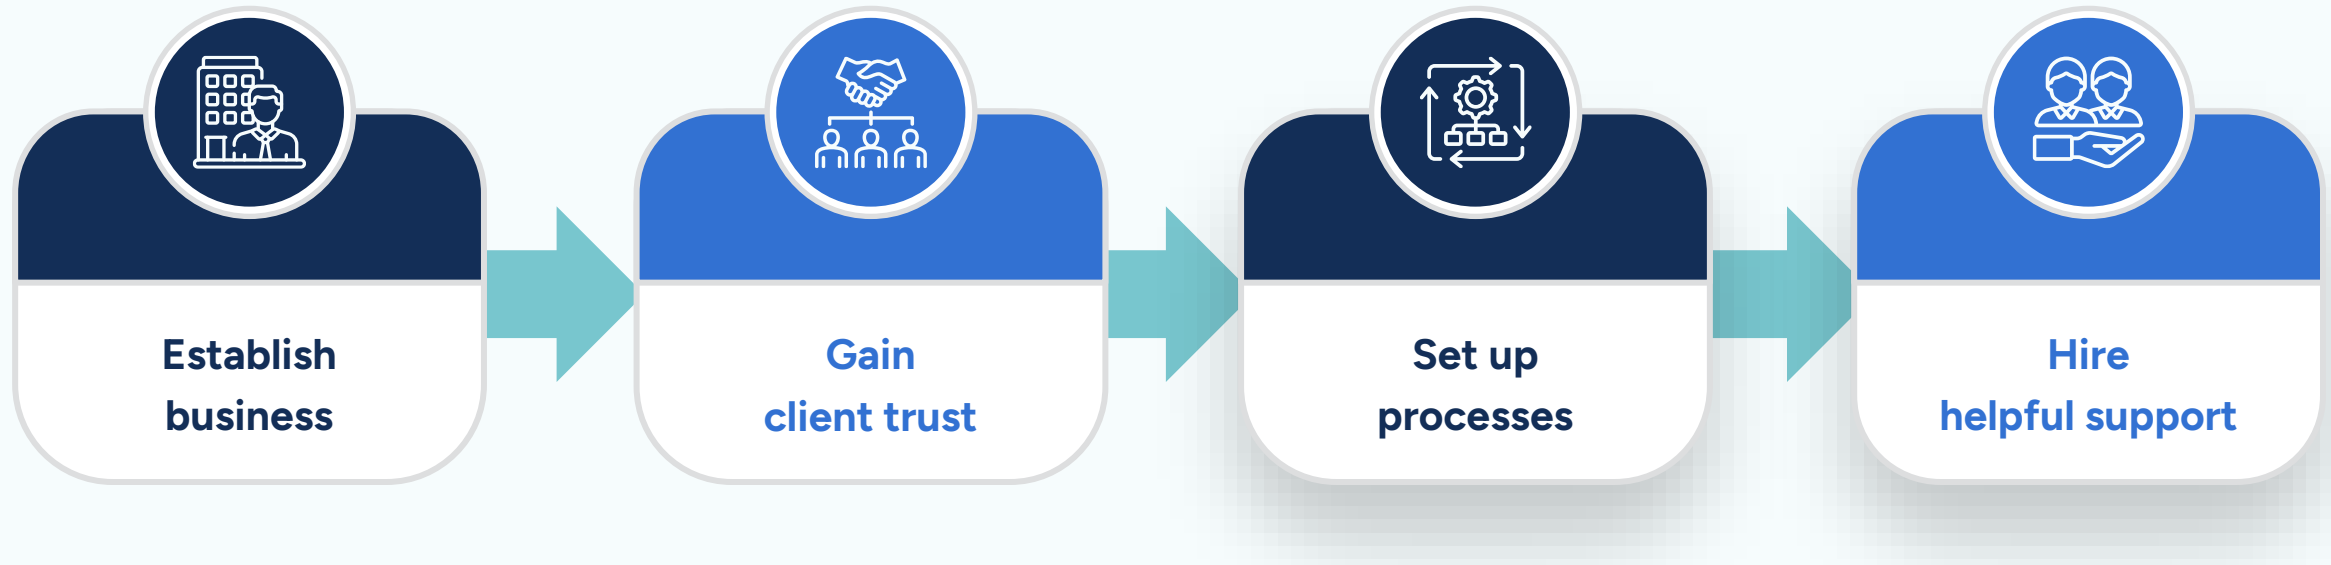 Establish
business
Gain
client trust
Set up
processes
Hire
helpful support